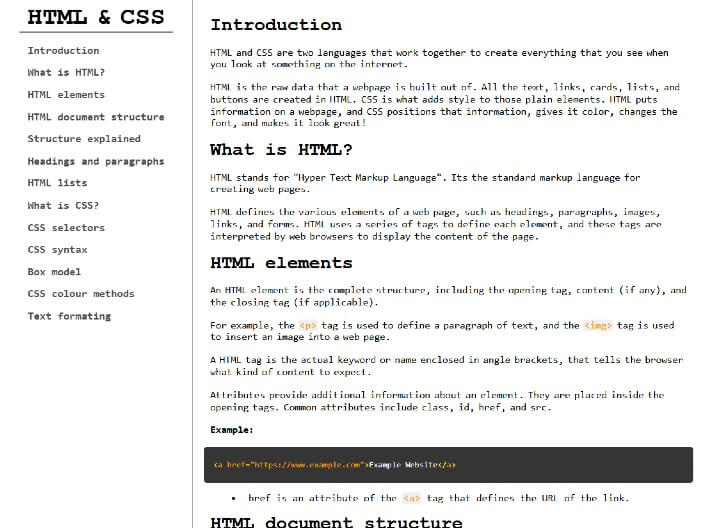 HTML & CSS
Introduction
What is HTML?
HTML elements
HTML document structure
Structure explained
Headings and paragraphs
HTML lists
What is CSS?
CSS selectors
CSS syntax
Box model
CSS colour methods
Text formating
Introduction
HTML and CSS are two languages that work together to create everything that you see when
you look at something on the internet.
HTML is the raw data that a webpage is built out of. All the text, links, cards, lists, and
buttons are created in HTML. CSS is what adds style to those plain elements. HTML puts
information on a webpage, and CSS positions that information, gives it color, changes the
font, and makes it look great!
What is HTML?
HTML stands for "Hyper Text Markup Language". Its the standard markup language for
creating web pages.
HTML defines the various elements of a web page, such as headings, paragraphs, images,
links, and forms. HTML uses a series of tags to define each element, and these tags are
interpreted by web browsers to display the content of the page.
HTML elements
An HTML element is the complete structure, including the opening tag, content (if any), and
the closing tag (if applicable).
For example, the <p> tag is used to define a paragraph of text, and the <img> tag is used
to insert an image into a web page.
A HTML tag is the actual keyword or name enclosed in angle brackets, that tells the browser
what kind of content to expect.
Attributes provide additional information about an element. They are placed inside the
opening tags. Common attributes include class, id, href, and src.
Example:
<a href="https://www.example.com">Example Website</a>
• href is an attribute of the <a> tag that defines the URL of the link.
HTML document structure